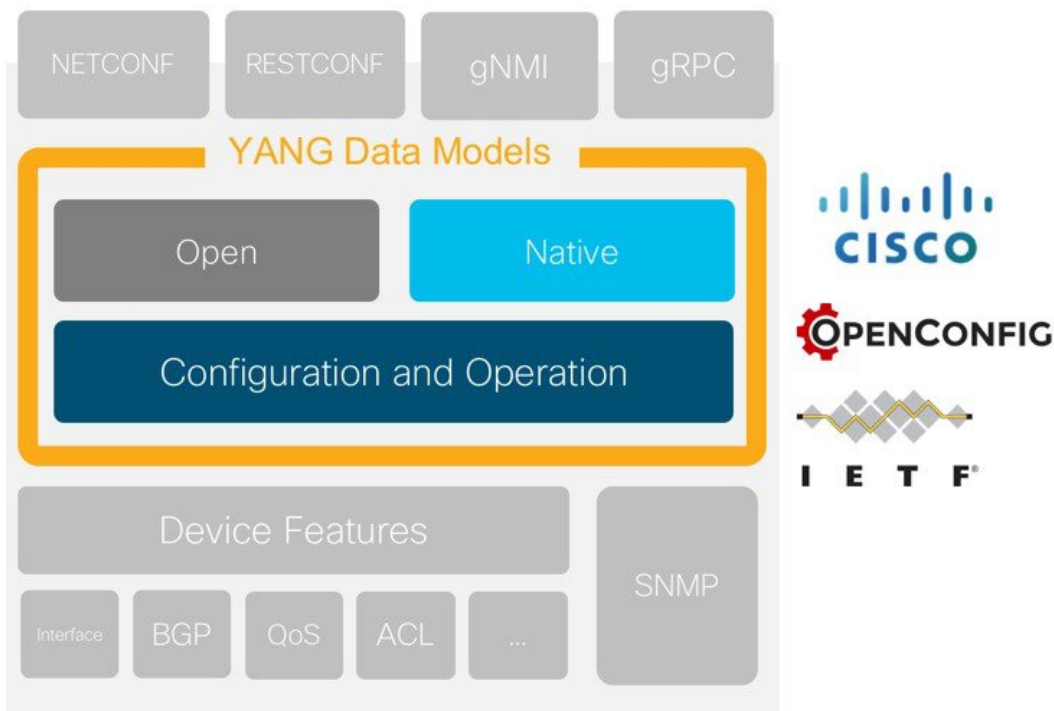 NETCONF
RESTCONF
gNMI
gRPC
YANG Data Models
Open
Native
Configuration and Operation
CISCO
OPENCONFIG
I E T F®
Device Features
SNMP
Interface
BGP
QoS
ACL
...